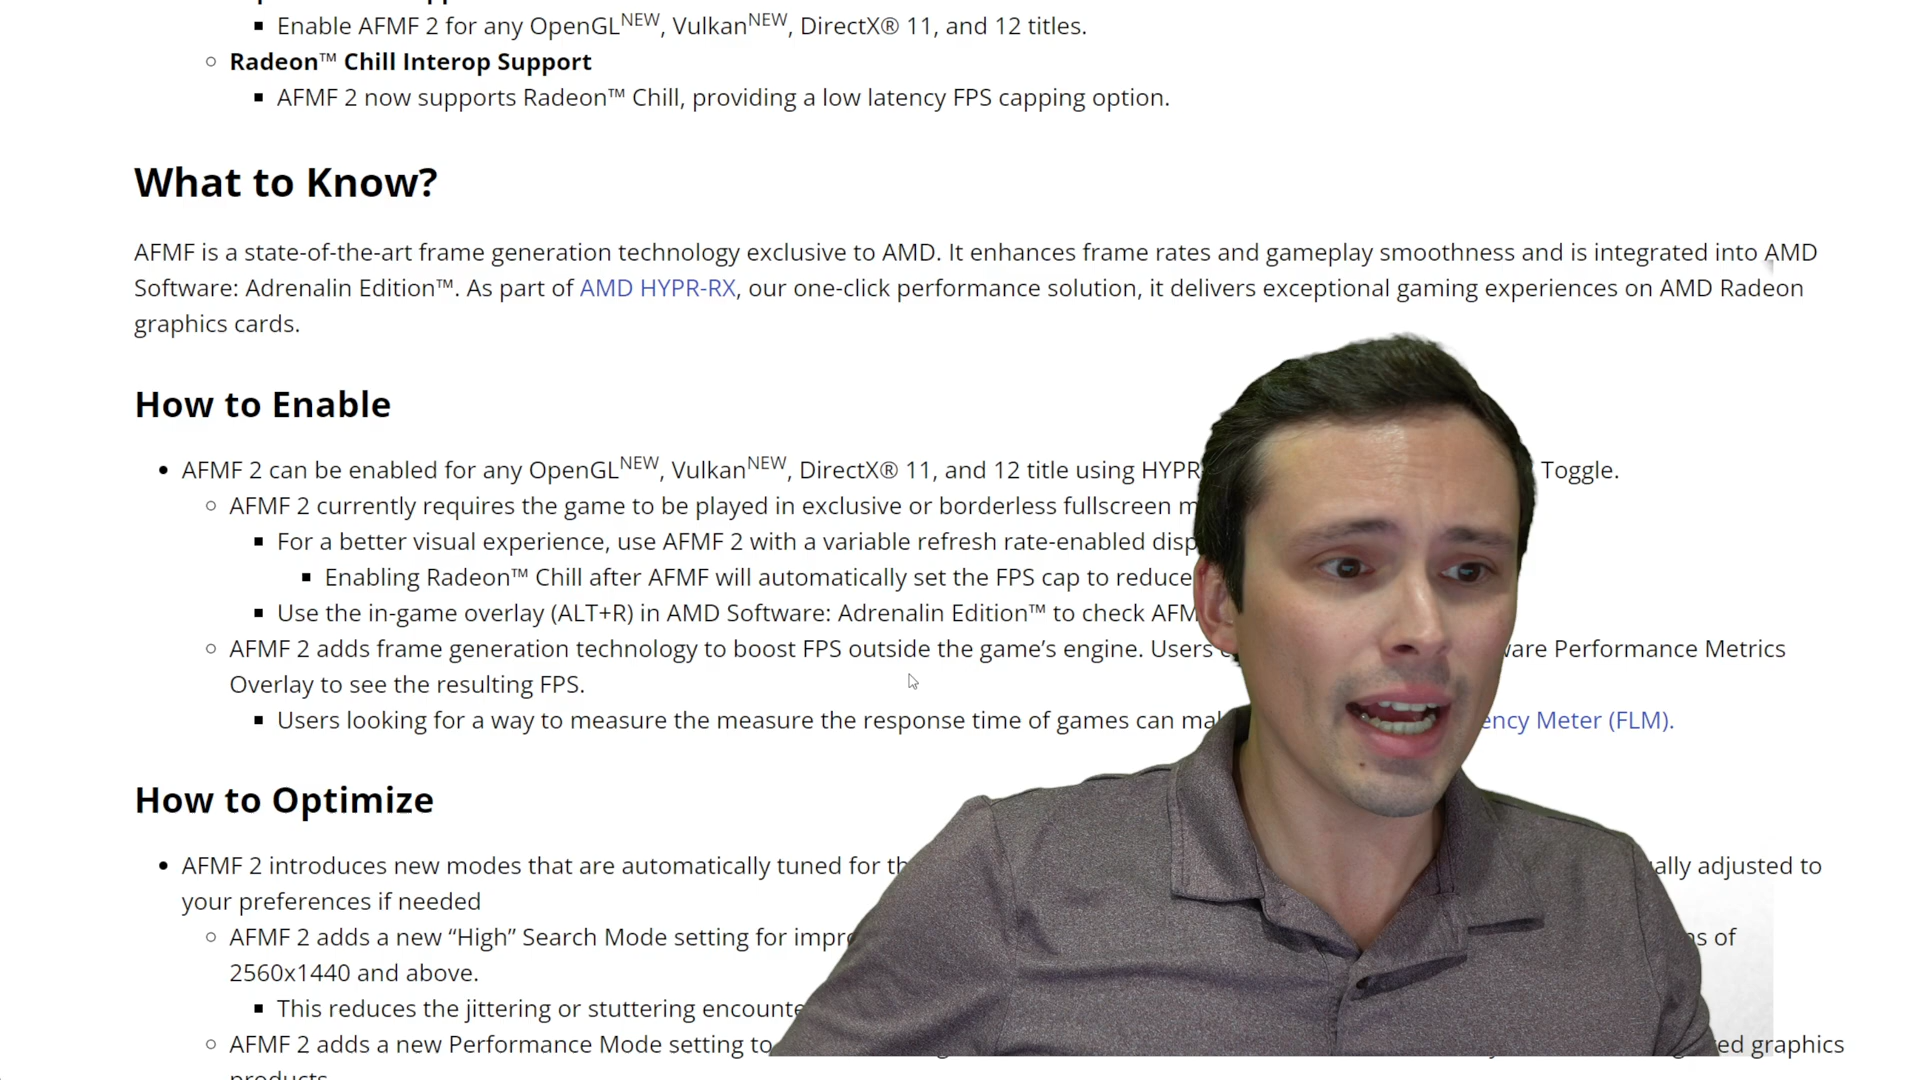 Enable AFMF 2 for any OpenGLNEW, VulkanNEW, DirectX® 11, and 12 titles.
Radeon™ Chill Interop Support
AFMF 2 now supports Radeon™ Chill, providing a low latency FPS capping option.
What to Know?
AFMF is a state-of-the-art frame generation technology exclusive to AMD. It enhances frame rates and gameplay smoothness and is integrated into AMD
Software: Adrenalin Edition™. As part of AMD HYPR-RX, our one-click performance solution, it delivers exceptional gaming experiences on AMD Radeon
graphics cards.
How to Enable
AFMF 2 can be enabled for any OpenGLNEW, VulkanNEW, DirectX® 11, and 12 title using HYPR Toggle.
AFMF 2 currently requires the game to be played in exclusive or borderless fullscreen
For a better visual experience, use AFMF 2 with a variable refresh rate-enabled
Enabling Radeon™ Chill after AFMF will automatically set the FPS cap to reduce
Use the in-game overlay (ALT+R) in AMD Software: Adrenalin Edition™ to check
AFMF 2 adds frame generation technology to boost FPS outside the game's engine. Users Performance Metrics
Overlay to see the resulting FPS.
Users looking for a way to measure the measure the response time of games can Meter (FLM).
How to Optimize
AFMF 2 introduces new modes that are automatically tuned for adjusted to
your preferences if needed
AFMF 2 adds a new “High” Search Mode setting for of
2560x1440 and above.
This reduces the jittering or stuttering
AFMF 2 adds a new Performance Mode setting to graphics